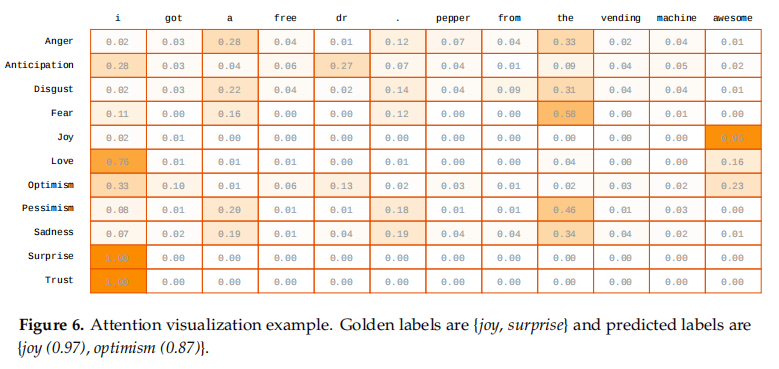 i got a free dr . pepper from the vending machine awesome
Anger 0.02 0.03 0.28 0.04 0.01 0.12 0.07 0.04 0.33 0.02 0.04 0.01
Anticipation 0.28 0.03 0.04 0.06 0.27 0.07 0.04 0.01 0.09 0.04 0.05 0.02
Disgust 0.02 0.03 0.22 0.04 0.02 0.14 0.04 0.09 0.31 0.04 0.04 0.01
Fear 0.11 0.00 0.16 0.00 0.00 0.12 0.00 0.00 0.58 0.00 0.01 0.00
Joy 0.02 0.01 0.00 0.00 0.00 0.00 0.00 0.00 0.00 0.00 0.00
Love 0.76 0.01 0.01 0.01 0.00 0.01 0.00 0.00 0.04 0.00 0.00 0.16
Optimism 0.33 0.10 0.01 0.06 0.13 0.02 0.03 0.01 0.02 0.03 0.02 0.23
Pessimism 0.08 0.01 0.20 0.01 0.01 0.18 0.01 0.01 0.46 0.01 0.03 0.00
Sadness 0.07 0.02 0.19 0.01 0.04 0.19 0.04 0.04 0.34 0.04 0.02 0.01
Surprise 1.00 0.00 0.00 0.00 0.00 0.00 0.00 0.00 0.00 0.00 0.00 0.00
Trust 1.00 0.00 0.00 0.00 0.00 0.00 0.00 0.00 0.00 0.00 0.00 0.00
Figure 6. Attention visualization example. Golden labels are {joy, surprise} and predicted labels are
{joy (0.97), optimism (0.87)}.